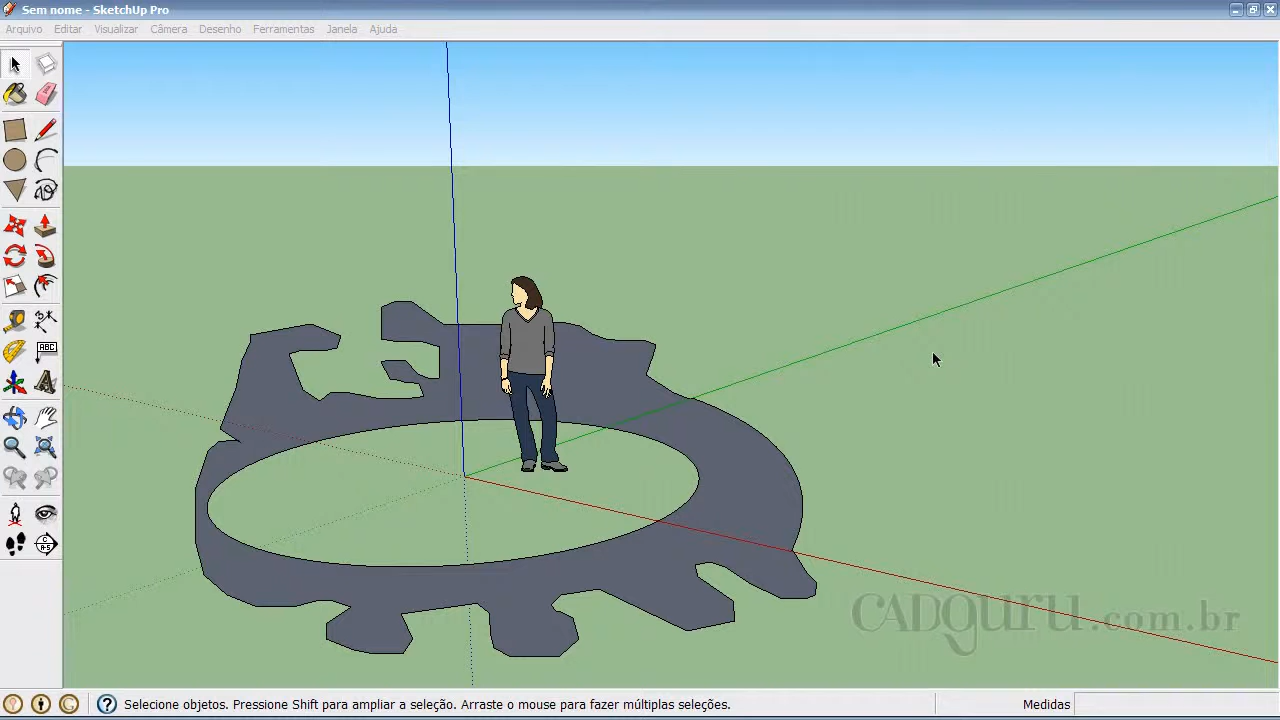 Sem nome - SketchUp Pro
Arquivo Editar Visualizar Câmera Desenho Ferramentas Janela Ajuda
ABC
CADguru.com.br
Selecione objetos. Pressione Shift para ampliar a seleção. Arraste o mouse para fazer múltiplas seleções. Medidas